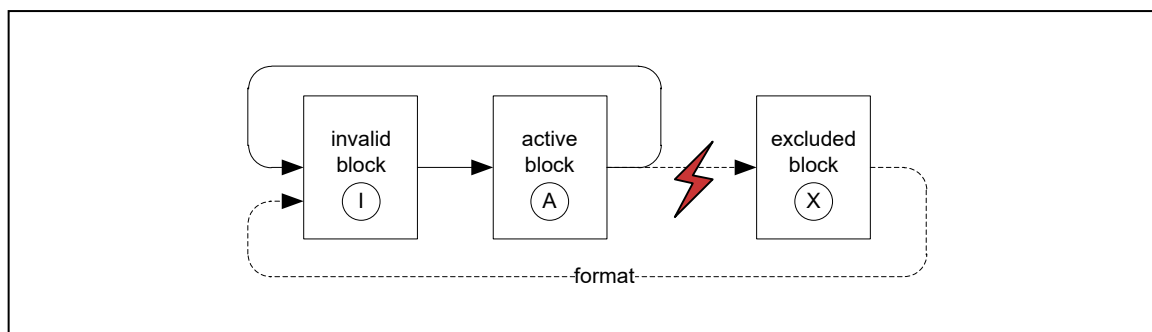 invalid
block
I
active
block
A
excluded
block
X
format